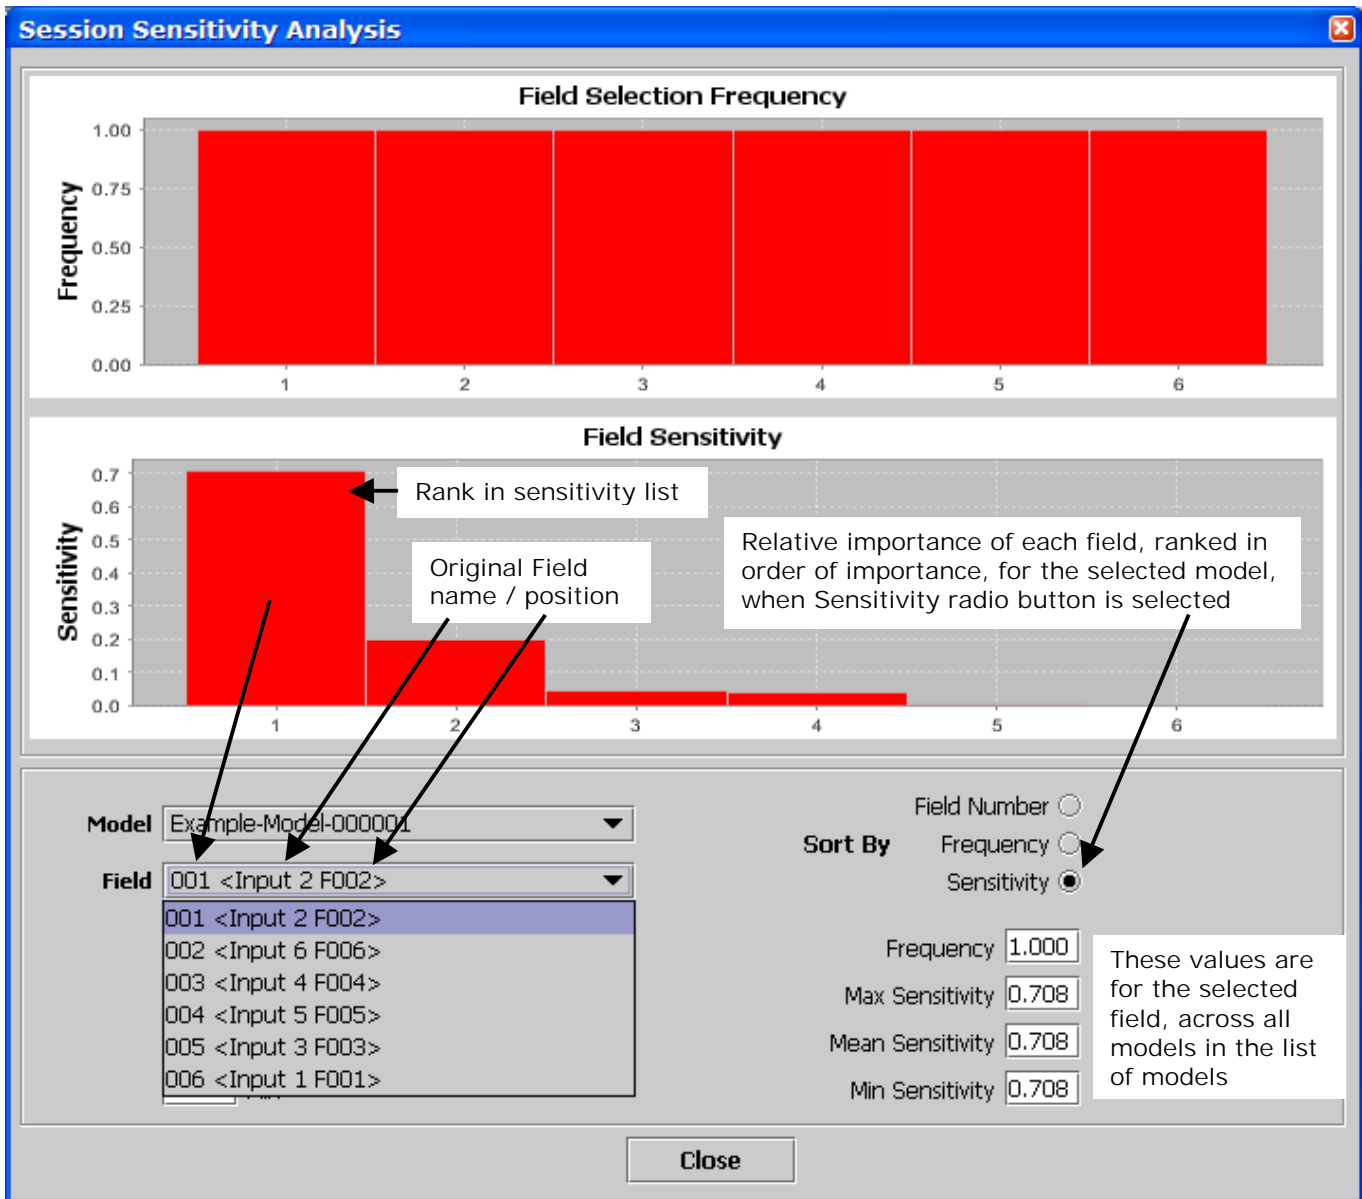 Session Sensitivity Analysis
Field Selection Frequency
Frequency
1.00
0.75
0.50
0.25
0.00
1 2 3 4 5 6
Field Sensitivity
Sensitivity
0.7
0.6
0.5
0.4
0.3
0.2
0.1
0.0
1 2 3 4 5 6
Rank in sensitivity list
Original Field
name / position
Relative importance of each field, ranked in
order of importance, for the selected model,
when Sensitivity radio button is selected
Model Example-Model-000001
Field 001 <Input 2 F002>
001 <Input 2 F002>
002 <Input 6 F006>
003 <Input 4 F004>
004 <Input 5 F005>
005 <Input 3 F003>
006 <Input 1 F001>
Sort By
Field Number
Frequency
Sensitivity
Frequency 1.000
Max Sensitivity 0.708
Mean Sensitivity 0.708
Min Sensitivity 0.708
These values are
for the selected
field, across all
models in the list
of models
Close